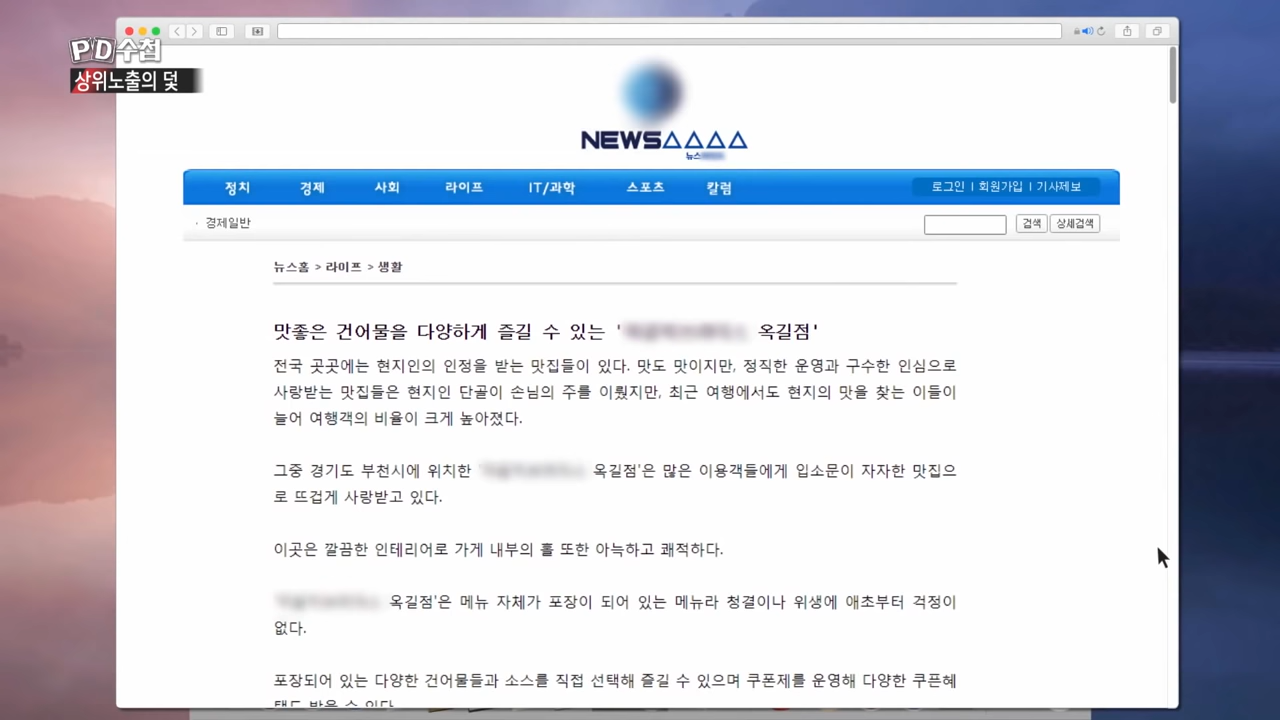 PD수첩
상위노출의 덫
NEWS△△△△
뉴스
정치 경제 사회 라이프 IT/과학 스포츠 칼럼 로그인 | 회원가입 | 기사제보
· 경제일반 검색 상세검색
뉴스홈 > 라이프 > 생활
맛좋은 건어물을 다양하게 즐길 수 있는 ' 옥길점'
전국 곳곳에는 현지인의 인정을 받는 맛집들이 있다. 맛도 맛이지만, 정직한 운영과 구수한 인심으로
사랑받는 맛집들은 현지인 단골이 손님의 주를 이뤘지만, 최근 여행에서도 현지의 맛을 찾는 이들이
늘어 여행객의 비율이 크게 높아졌다.
그중 경기도 부천시에 위치한 ' 옥길점'은 많은 이용객들에게 입소문이 자자한 맛집으
로 뜨겁게 사랑받고 있다.
이곳은 깔끔한 인테리어로 가게 내부의 홀 또한 아늑하고 쾌적하다.
옥길점'은 메뉴 자체가 포장이 되어 있는 메뉴라 청결이나 위생에 애초부터 걱정이
없다.
포장되어 있는 다양한 건어물들과 소스를 직접 선택해 즐길 수 있으며 쿠폰제를 운영해 다양한 쿠픈혜
택도 받을 수 있다.